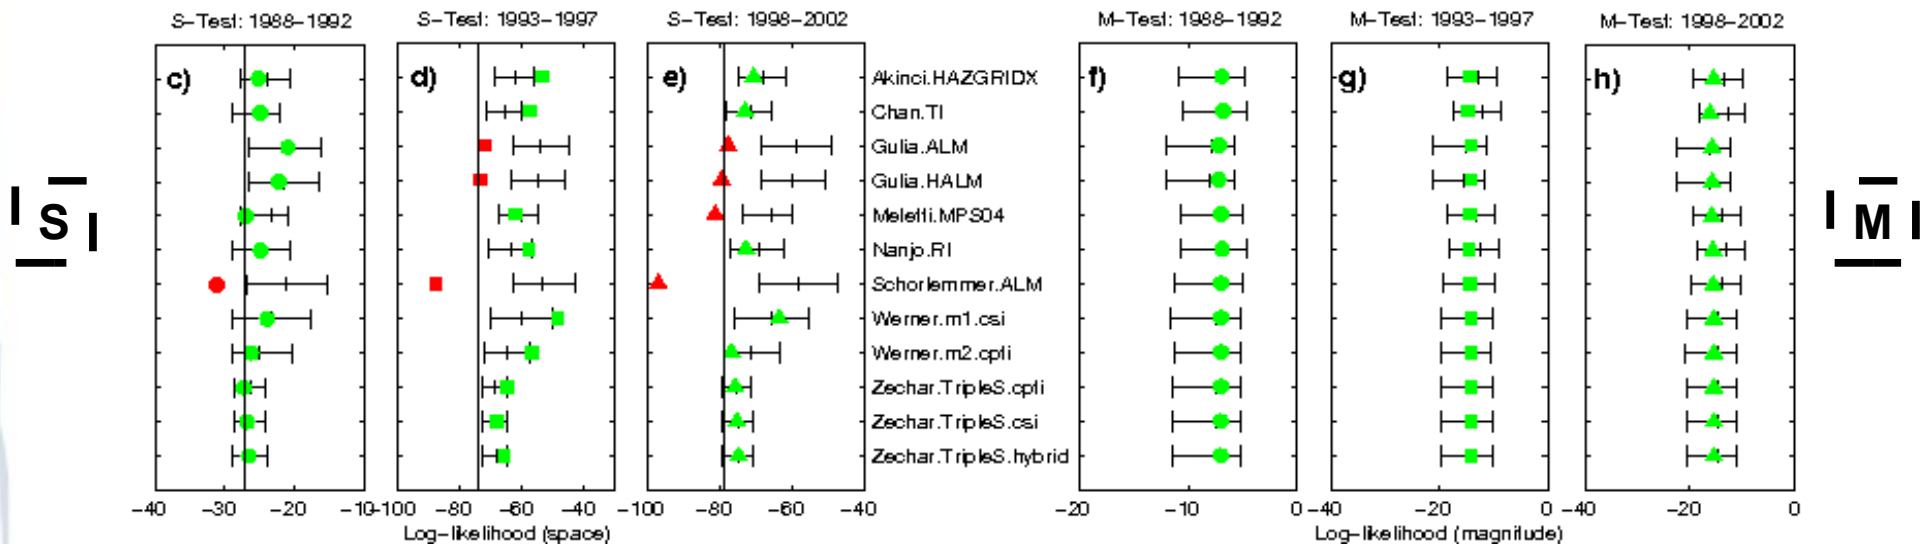 S-Test: 1988-1992
S-Test: 1993-1997
S-Test: 1998-2002
M-Test: 1988-1992
M-Test: 1993-1997
M-Test: 1998-2002
c)
d)
e)
f)
g)
h)
Akinci.HAZGRIDX
Chan.TI
Gulia.ALM
Gulia.HALM
Meletti.MPS04
Nanjo.RI
Schorlemmer.ALM
Werner.m1.csi
Werner.m2.cpti
Zechar.TripleS.cpti
Zechar.TripleS.csi
Zechar.TripleS.hybrid
S
M
-40 -30 -20 -10
-100 -80 -60 -40
-100 -80 -60 -40
-20 -10 0
-40 -20 0
-40 -20 0
Log-likelihood (space)
Log-likelihood (magnitude)